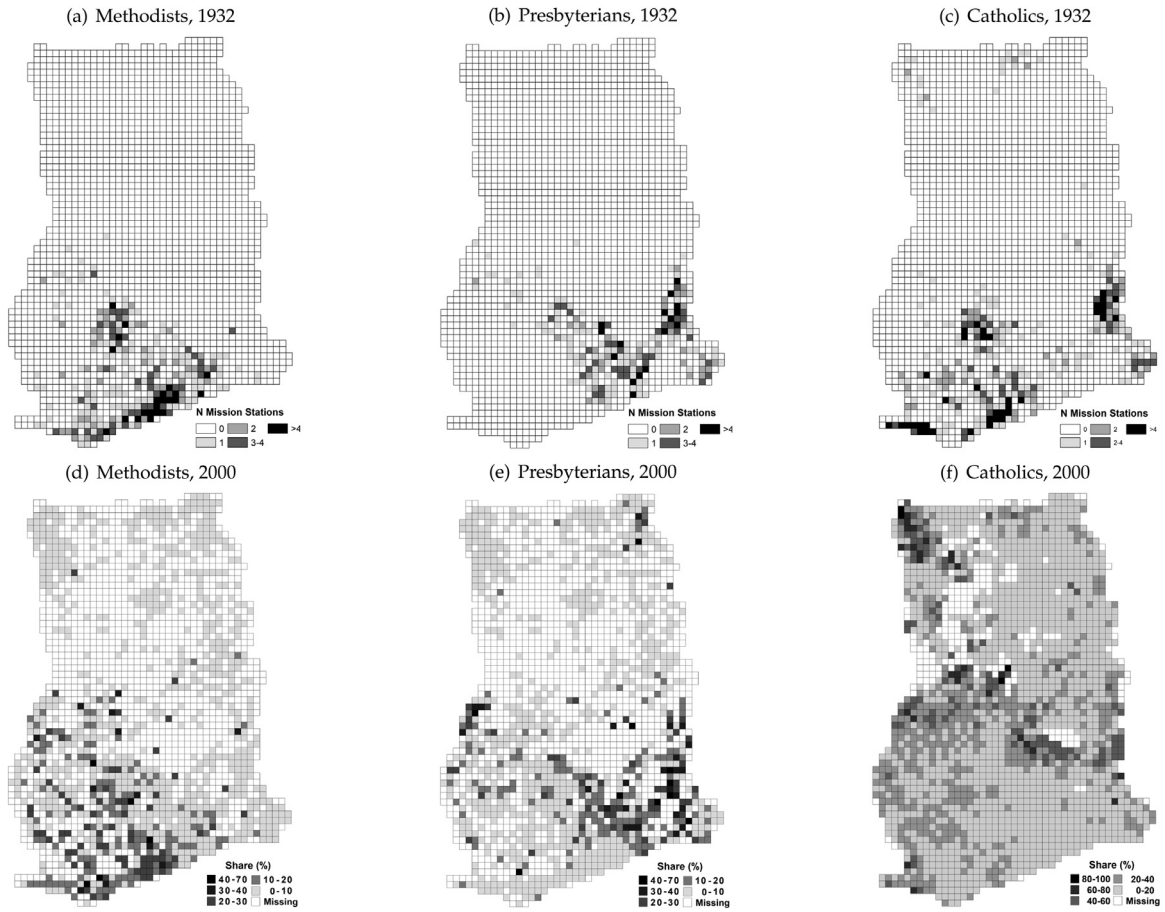 (a) Methodists, 1932
(b) Presbyterians, 1932
(c) Catholics, 1932
N Mission Stations
0 2 >4
1 3-4
N Mission Stations
0 2 >4
1 3-4
N Mission Stations
0 2 >4
1 2-4
(d) Methodists, 2000
(e) Presbyterians, 2000
(f) Catholics, 2000
Share (%)
40-70 10-20
30-40 0-10
20-30 Missing
Share (%)
40-70 10-20
30-40 0-10
20-30 Missing
Share (%)
80-100 20-40
60-80 0-20
40-60 Missing